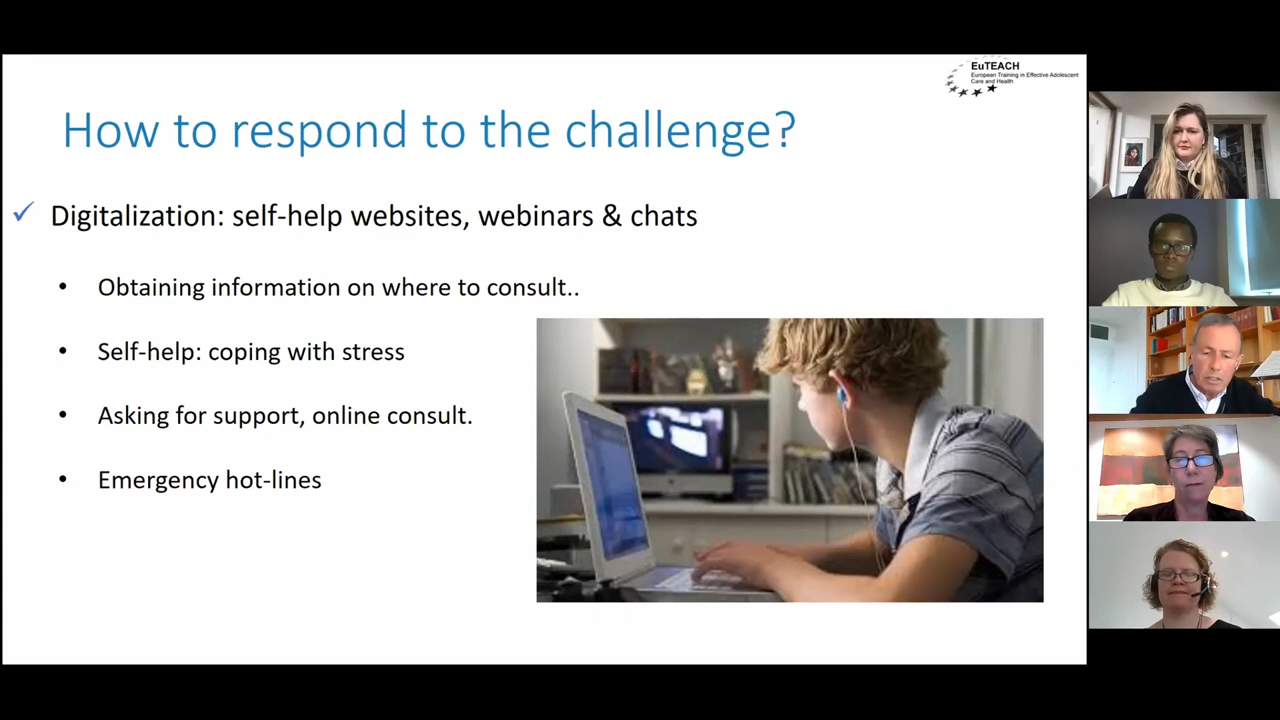 EuTEACH
European Training in Effective Adolescent
Care and Health
How to respond to the challenge?
✓ Digitalization: self-help websites, webinars & chats
• Obtaining information on where to consult..
• Self-help: coping with stress
• Asking for support, online consult.
• Emergency hot-lines